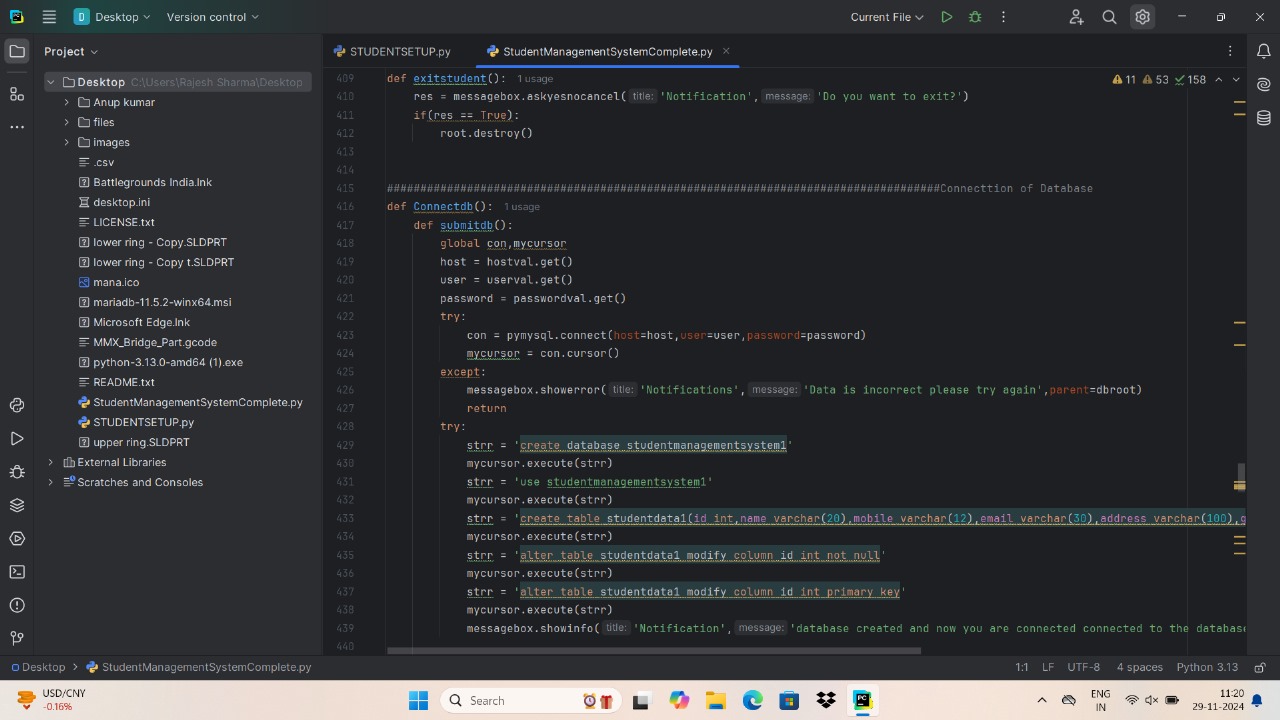 Desktop
Version control
Current File
Project
STUDENTSETUP.py
StudentManagementSystemComplete.py
Desktop C:\Users\Rajesh Sharma\Desktop
Anup kumar
files
images
.csv
Battlegrounds India.lnk
desktop.ini
LICENSE.txt
lower ring - Copy.SLDPRT
lower ring - Copy t.SLDPRT
mana.ico
mariadb-11.5.2-winx64.msi
Microsoft Edge.lnk
MMX_Bridge_Part.gcode
python-3.13.0-amd64 (1).exe
README.txt
StudentManagementSystemComplete.py
STUDENTSETUP.py
upper ring.SLDPRT
External Libraries
Scratches and Consoles
11 53 158
409 def exitstudent(): 1 usage
410 res = messagebox.askyesnocancel( title: 'Notification', message: 'Do you want to exit?')
411 if(res == True):
412 root.destroy()
413
414
415 ###################################################################################Connecttion of Database
416 def Connectdb(): 1 usage
417 def submitdb():
418 global con,mycursor
419 host = hostval.get()
420 user = userval.get()
421 password = passwordval.get()
422 try:
423 con = pymysql.connect(host=host,user=user,password=password)
424 mycursor = con.cursor()
425 except:
426 messagebox.showerror( title: 'Notifications', message: 'Data is incorrect please try again',parent=dbroot)
427 return
428 try:
429 strr = 'create database studentmanagementsystem1'
430 mycursor.execute(strr)
431 strr = 'use studentmanagementsystem1'
432 mycursor.execute(strr)
433 strr = 'create table studentdata1(id int,name varchar(20),mobile varchar(12),email varchar(30),address varchar(100),g
434 mycursor.execute(strr)
435 strr = 'alter table studentdata1 modify column id int not null'
436 mycursor.execute(strr)
437 strr = 'alter table studentdata1 modify column id int primary key'
438 mycursor.execute(strr)
439 messagebox.showinfo( title: 'Notification', message: 'database created and now you are connected connected to the database
440
Desktop > StudentManagementSystemComplete.py
1:1 LF UTF-8 4 spaces Python 3.13
USD/CNY
-0.16%
Search
ENG
IN
11:20
29-11-2024